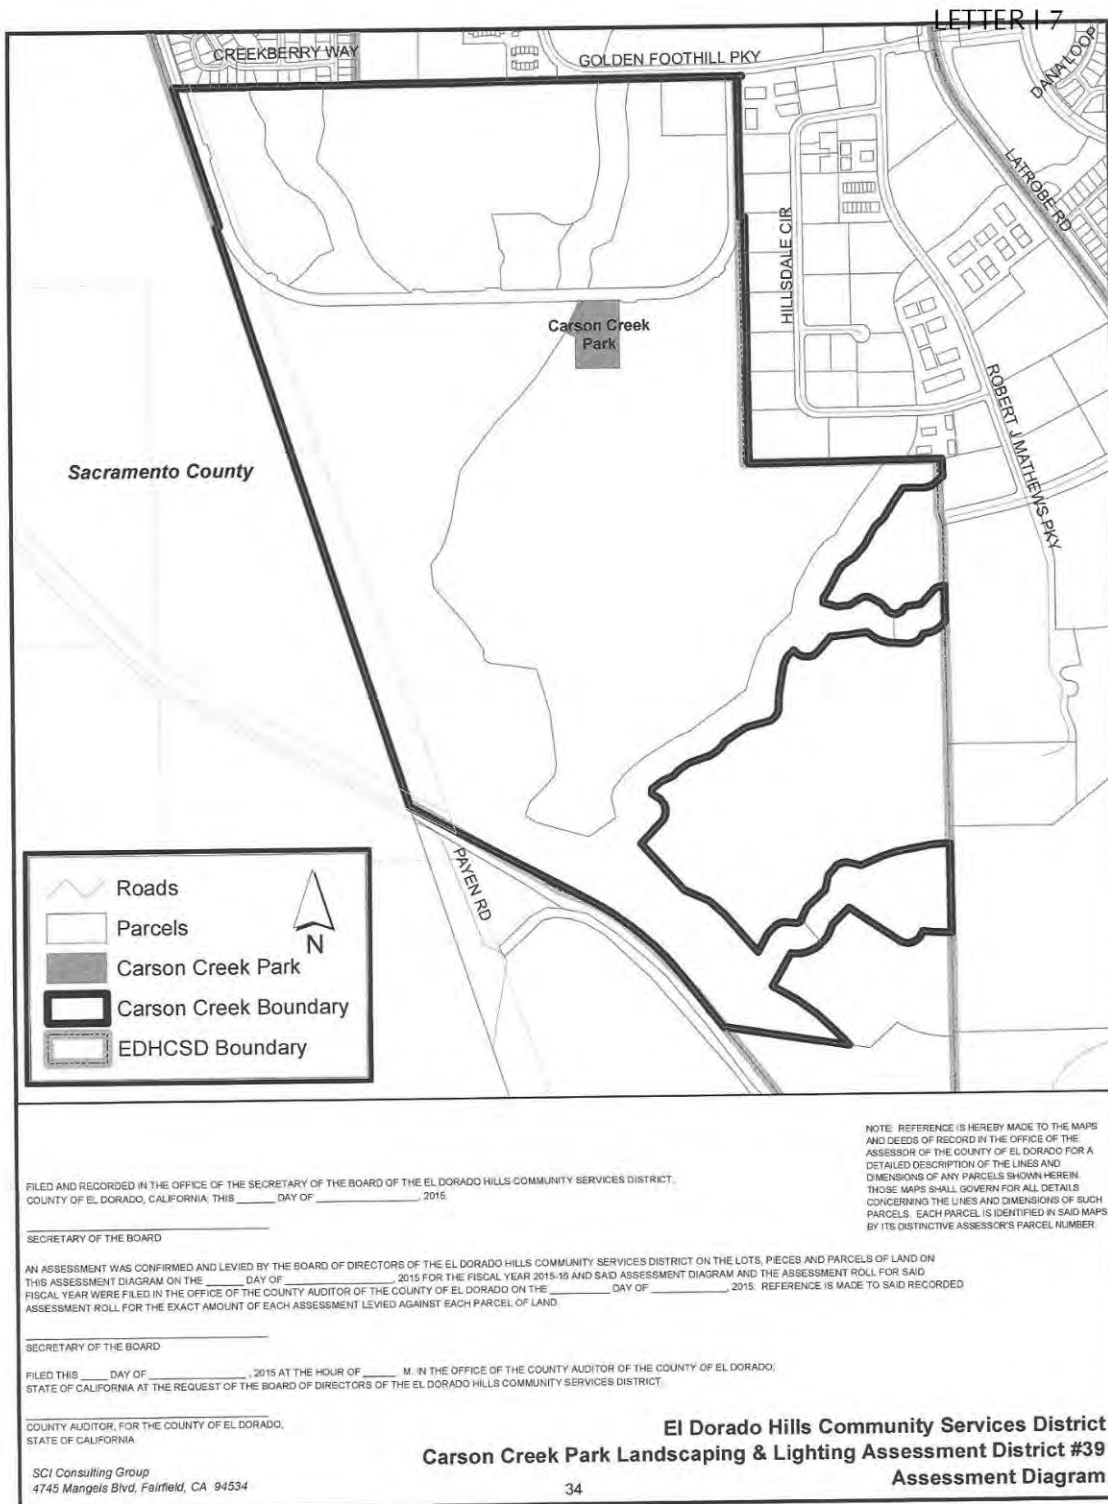 LETTER I-7
CREEKBERRY WAY
GOLDEN FOOTHILL PKY
DANA LOOP
LATROBE RD
HILLSDALE CIR
Carson Creek
Park
ROBERT J MATHEWS PKY
Sacramento County
PAYEN RD
Roads
Parcels
Carson Creek Park
Carson Creek Boundary
EDHCSD Boundary
N
NOTE: REFERENCE IS HEREBY MADE TO THE MAPS
AND DEEDS OF RECORD IN THE OFFICE OF THE
ASSESSOR OF THE COUNTY OF EL DORADO FOR A
DETAILED DESCRIPTION OF THE LINES AND
DIMENSIONS OF ANY PARCELS SHOWN HEREIN.
THOSE MAPS SHALL GOVERN FOR ALL DETAILS
CONCERNING THE LINES AND DIMENSIONS OF SUCH
PARCELS. EACH PARCEL IS IDENTIFIED IN SAID MAPS
BY ITS DISTINCTIVE ASSESSOR'S PARCEL NUMBER.
FILED AND RECORDED IN THE OFFICE OF THE SECRETARY OF THE BOARD OF THE EL DORADO HILLS COMMUNITY SERVICES DISTRICT,
COUNTY OF EL DORADO, CALIFORNIA, THIS ______ DAY OF ________________, 2015.
SECRETARY OF THE BOARD
AN ASSESSMENT WAS CONFIRMED AND LEVIED BY THE BOARD OF DIRECTORS OF THE EL DORADO HILLS COMMUNITY SERVICES DISTRICT ON THE LOTS, PIECES AND PARCELS OF LAND ON
THIS ASSESSMENT DIAGRAM ON THE ______ DAY OF ________________, 2015 FOR THE FISCAL YEAR 2015-16 AND SAID ASSESSMENT DIAGRAM AND THE ASSESSMENT ROLL FOR SAID
FISCAL YEAR WERE FILED IN THE OFFICE OF THE COUNTY AUDITOR OF THE COUNTY OF EL DORADO ON THE _________ DAY OF ____________, 2015. REFERENCE IS MADE TO SAID RECORDED
ASSESSMENT ROLL FOR THE EXACT AMOUNT OF EACH ASSESSMENT LEVIED AGAINST EACH PARCEL OF LAND.
SECRETARY OF THE BOARD
FILED THIS _____ DAY OF ________________, 2015 AT THE HOUR OF ______ M. IN THE OFFICE OF THE COUNTY AUDITOR OF THE COUNTY OF EL DORADO,
STATE OF CALIFORNIA AT THE REQUEST OF THE BOARD OF DIRECTORS OF THE EL DORADO HILLS COMMUNITY SERVICES DISTRICT.
COUNTY AUDITOR, FOR THE COUNTY OF EL DORADO,
STATE OF CALIFORNIA
El Dorado Hills Community Services District
Carson Creek Park Landscaping & Lighting Assessment District #39
Assessment Diagram
SCI Consulting Group
4745 Mangels Blvd, Fairfield, CA 94534
34